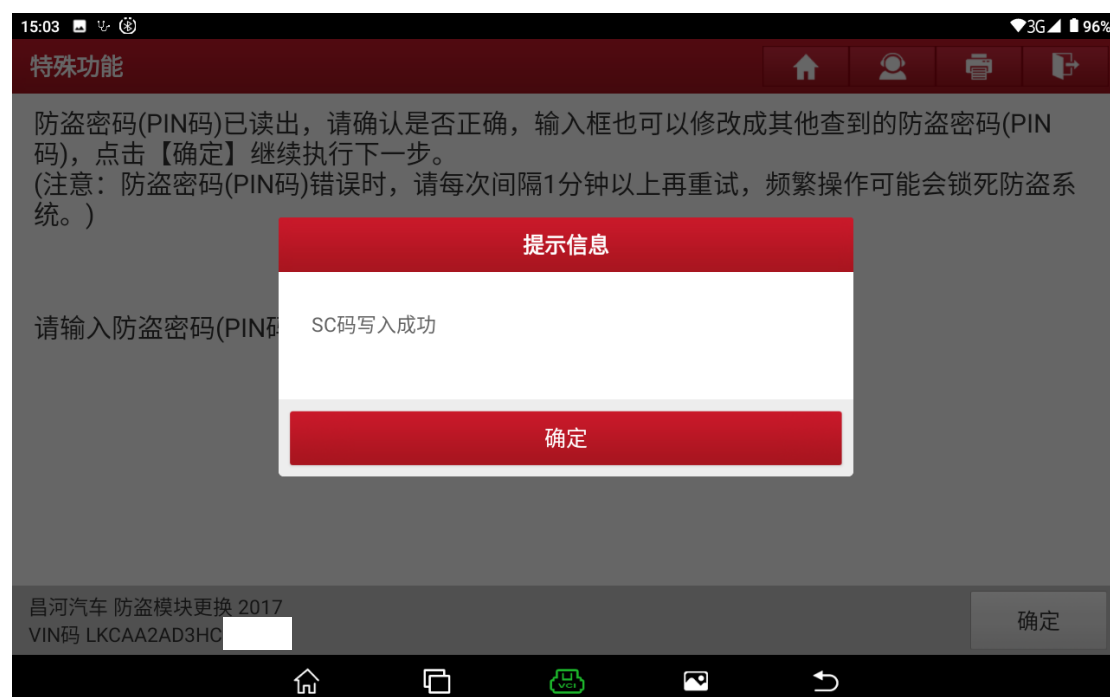 15:03
3G 96%
特殊功能
防盗密码(PIN码)已读出，请确认是否正确，输入框也可以修改成其他查到的防盗密码(PIN
码)，点击【确定】继续执行下一步。
(注意：防盗密码(PIN码)错误时，请每次间隔1分钟以上再重试，频繁操作可能会锁死防盗系
统。)
提示信息
请输入防盗密码(PIN码
SC码写入成功
确定
昌河汽车 防盗模块更换 2017
VIN码 LKCAA2AD3HC
确定
VCI